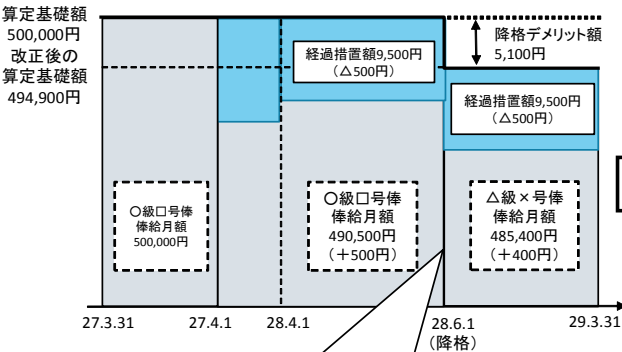 算定基礎額
500,000円
改正後の
算定基礎額
494,900円
降格デメリット額
5,100円
経過措置額9,500円
（△500円）
経過措置額9,500円
（△500円）
○級□号俸
俸給月額
500,000円
○級□号俸
俸給月額
490,500円
（＋500円）
△級×号俸
俸給月額
485,400円
（＋400円）
27.3.31
27.4.1
28.4.1
28.6.1
（降格）
29.3.31